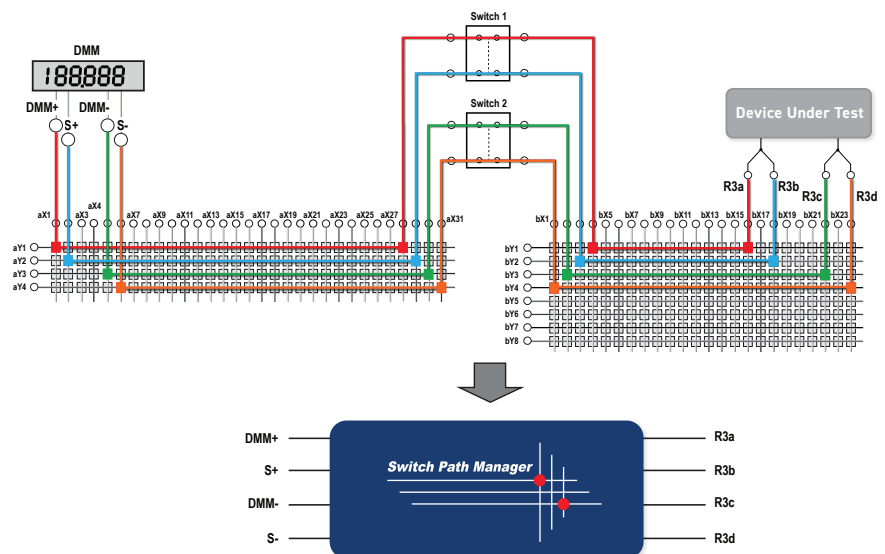 Switch 1
DMM
188.888
DMM+
S+
DMM-
S-
Switch 2
Device Under Test
R3a
R3b
R3c
R3d
aX1
aX3
aX4
aX7
aX9
aX11
aX13
aX15
aX17
aX19
aX21
aX23
aX25
aX27
aX31
bX1
bX5
bX7
bX9
bX11
bX13
bX15
bX17
bX19
bX21
bX23
aY1
aY2
aY3
aY4
bY1
bY2
bY3
bY4
bY5
bY6
bY7
bY8
DMM+
S+
DMM-
S-
Switch Path Manager
R3a
R3b
R3c
R3d